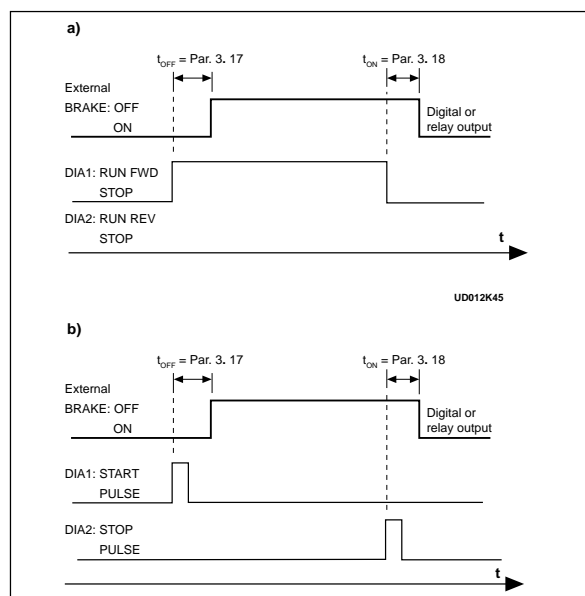 a)
t_OFF = Par. 3. 17 t_ON = Par. 3. 18
External
BRAKE: OFF
ON
Digital or
relay output
DIA1: RUN FWD
STOP
DIA2: RUN REV
STOP
t
UD012K45
b)
t_OFF = Par. 3. 17 t_ON = Par. 3. 18
External
BRAKE: OFF
ON
Digital or
relay output
DIA1: START
PULSE
DIA2: STOP
PULSE
t